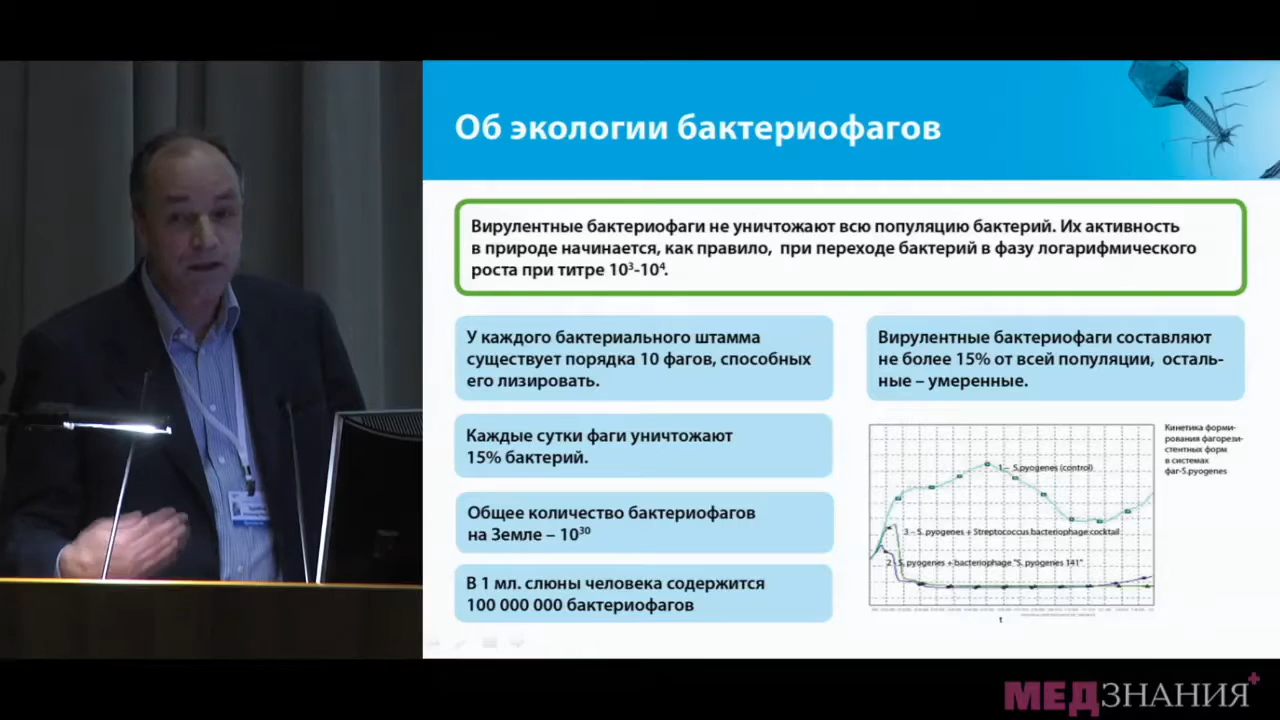 Об экологии бактериофагов
Вирулентные бактериофаги не уничтожают всю популяцию бактерий. Их активность
в природе начинается, как правило, при переходе бактерий в фазу логарифмического
роста при титре 10³-10⁴.
У каждого бактериального штамма
существует порядка 10 фагов, способных
его лизировать.
Вирулентные бактериофаги составляют
не более 15% от всей популяции, осталь-
ные – умеренные.
Каждые сутки фаги уничтожают
15% бактерий.
Общее количество бактериофагов
на Земле – 10³⁰
В 1 мл. слюны человека содержится
100 000 000 бактериофагов
Кинетика форми-
рования фагорези-
стентных форм
в системах
фаг-S.pyogenes
1 – S.pyogenes (control)
3 – S. pyogenes + Streptococcus bacteriophage cocktail
2 - S. pyogenes + bacteriophage "S. pyogenes 141"
t
МЕДЗНАНИЯ+